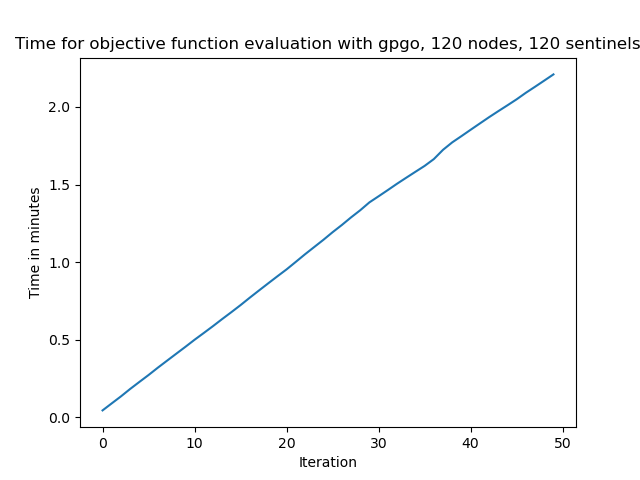 Time for objective function evaluation with gpgo, 120 nodes, 120 sentinels
2.0
1.5
1.0
0.5
0.0
Time in minutes
0 10 20 30 40 50
Iteration